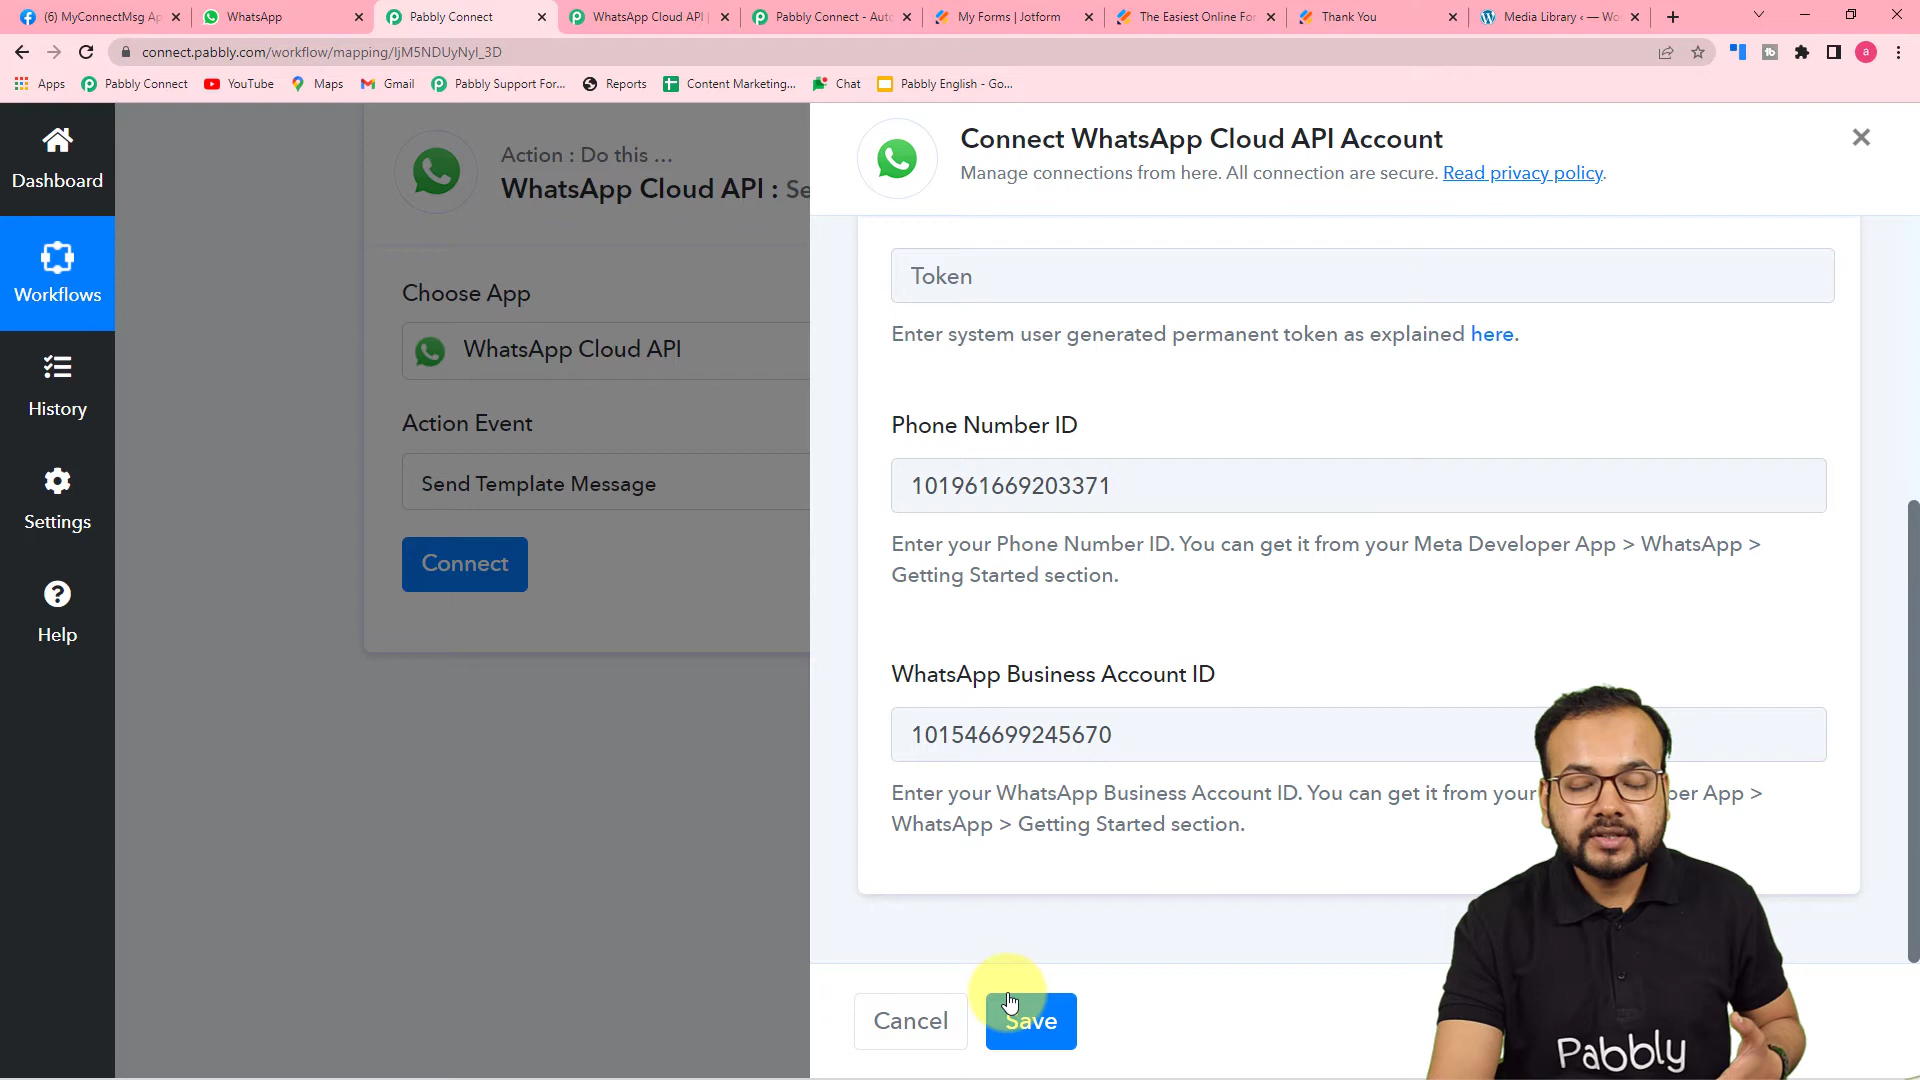 (6) MyConnectMsg Ap
WhatsApp
Pabbly Connect
WhatsApp Cloud API
Pabbly Connect - Aut
My Forms | Jotform
The Easiest Online For
Thank You
Media Library ‹ — Wo
connect.pabbly.com/workflow/mapping/IjM5NDUyNyI_3D
a
Apps
Pabbly Connect
YouTube
Maps
Gmail
Pabbly Support For...
Reports
Content Marketing...
Chat
Pabbly English - Go...
Dashboard
Workflows
History
Settings
Help
Action : Do this ...
WhatsApp Cloud API : Se
Choose App
WhatsApp Cloud API
Action Event
Send Template Message
Connect
Connect WhatsApp Cloud API Account
Manage connections from here. All connection are secure. Read privacy policy.
Token
Enter system user generated permanent token as explained here.
Phone Number ID
101961669203371
Enter your Phone Number ID. You can get it from your Meta Developer App > WhatsApp >
Getting Started section.
WhatsApp Business Account ID
101546699245670
Enter your WhatsApp Business Account ID. You can get it from your per App >
WhatsApp > Getting Started section.
Cancel
Save
Pabbly